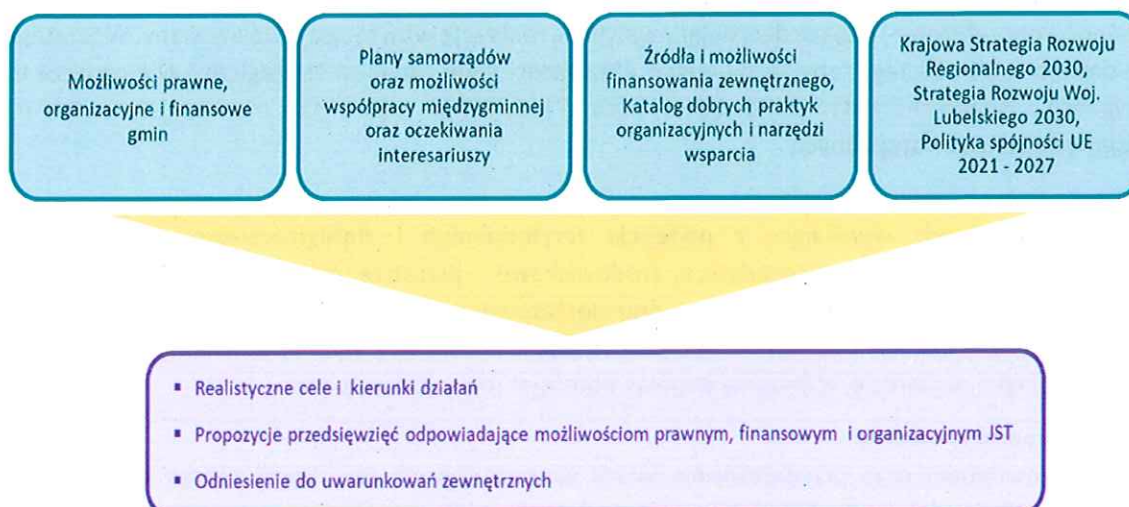 Możliwości prawne,
organizacyjne i finansowe
gmin
Plany samorządów
oraz możliwości
współpracy międzygminnej
oraz oczekiwania
interesariuszy
Źródła i możliwości
finansowania zewnętrznego,
Katalog dobrych praktyk
organizacyjnych i narzędzi
wsparcia
Krajowa Strategia Rozwoju
Regionalnego 2030,
Strategia Rozwoju Woj.
Lubelskiego 2030,
Polityka spójności UE
2021 - 2027
▪ Realistyczne cele i kierunki działań
▪ Propozycje przedsięwzięć odpowiadające możliwościom prawnym, finansowym i organizacyjnym JST
▪ Odniesienie do uwarunkowań zewnętrznych